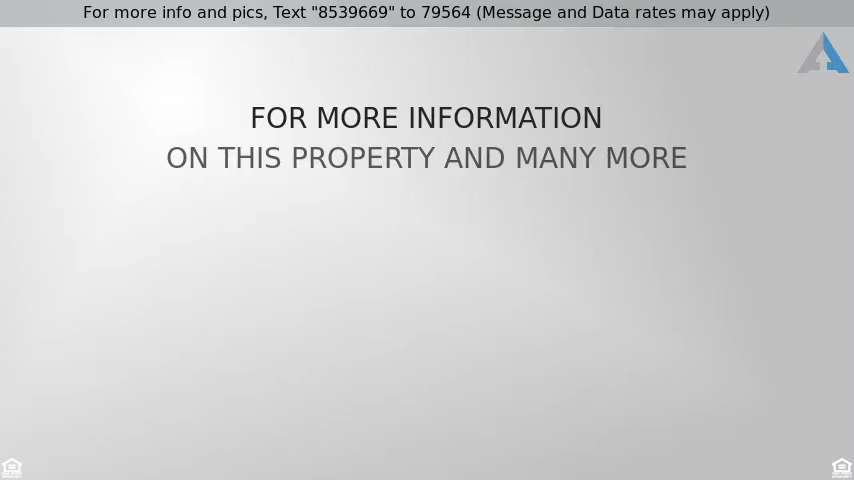 For more info and pics, Text "8539669" to 79564 (Message and Data rates may apply)
FOR MORE INFORMATION
ON THIS PROPERTY AND MANY MORE